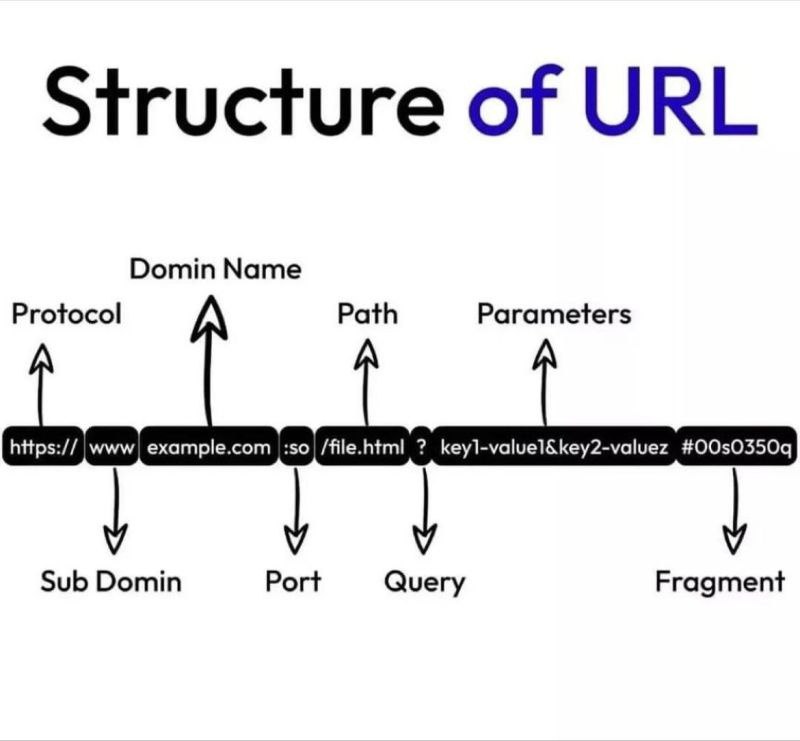 Structure of URL
Domin Name
Protocol
Path
Parameters
https:// www example.com :so /file.html ? key1-value1&key2-valuez #00s0350q
Sub Domin
Port
Query
Fragment